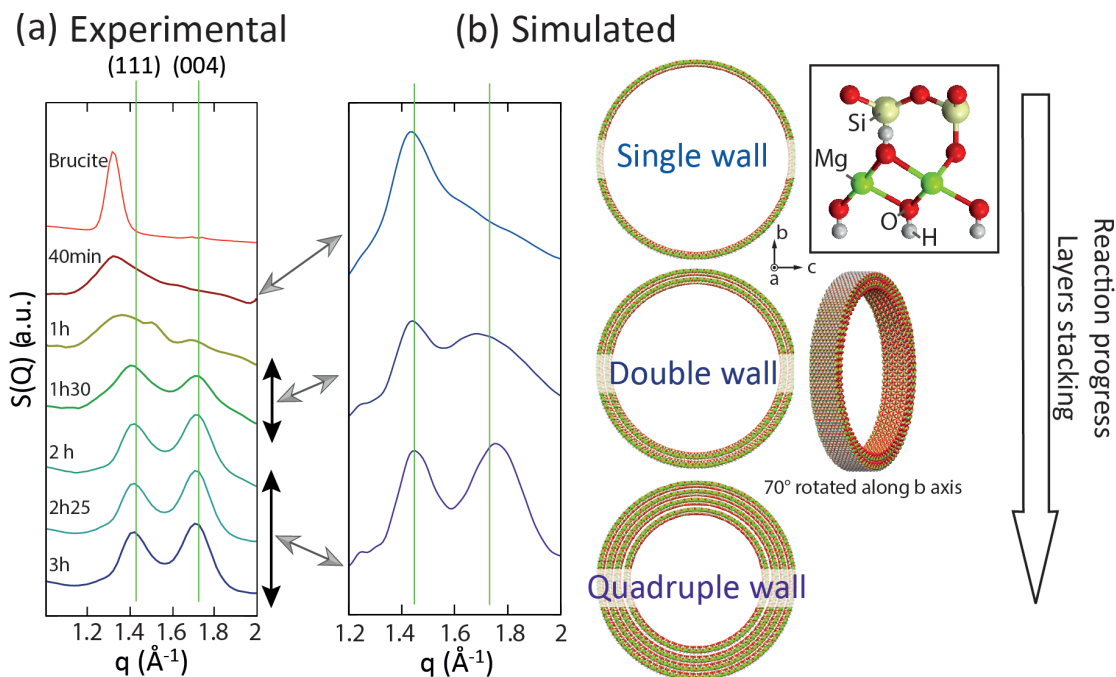 (a) Experimental
(b) Simulated
(111) (004)
Brucite
40min
1h
1h30
2 h
2h25
3h
S(Q) (a.u.)
1.2 1.4 1.6 1.8 2
q (Å⁻¹)
1.2 1.4 1.6 1.8 2
q (Å⁻¹)
Single wall
Double wall
Quadruple wall
b
a
c
Si
Mg
O
H
70° rotated along b axis
Reaction progress
Layers stacking